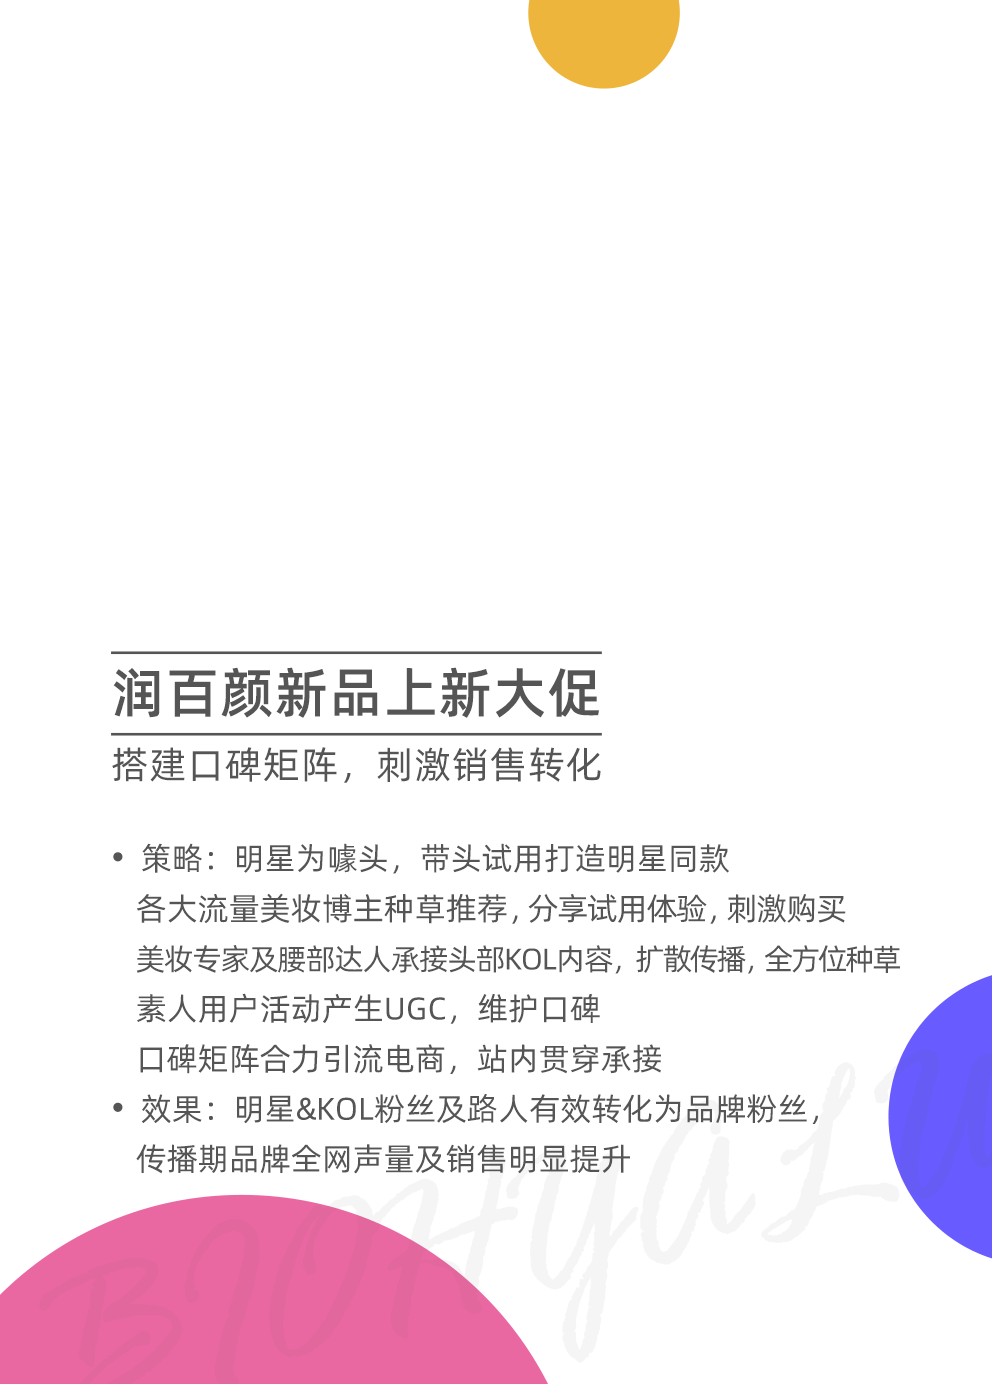 润百颜新品上新大促
搭建口碑矩阵，刺激销售转化
• 策略：明星为噱头，带头试用打造明星同款
各大流量美妆博主种草推荐，分享试用体验，刺激购买
美妆专家及腰部达人承接头部KOL内容，扩散传播，全方位种草
素人用户活动产生UGC，维护口碑
口碑矩阵合力引流电商，站内贯穿承接
• 效果：明星&KOL粉丝及路人有效转化为品牌粉丝，
传播期品牌全网声量及销售明显提升
BIOHYALU